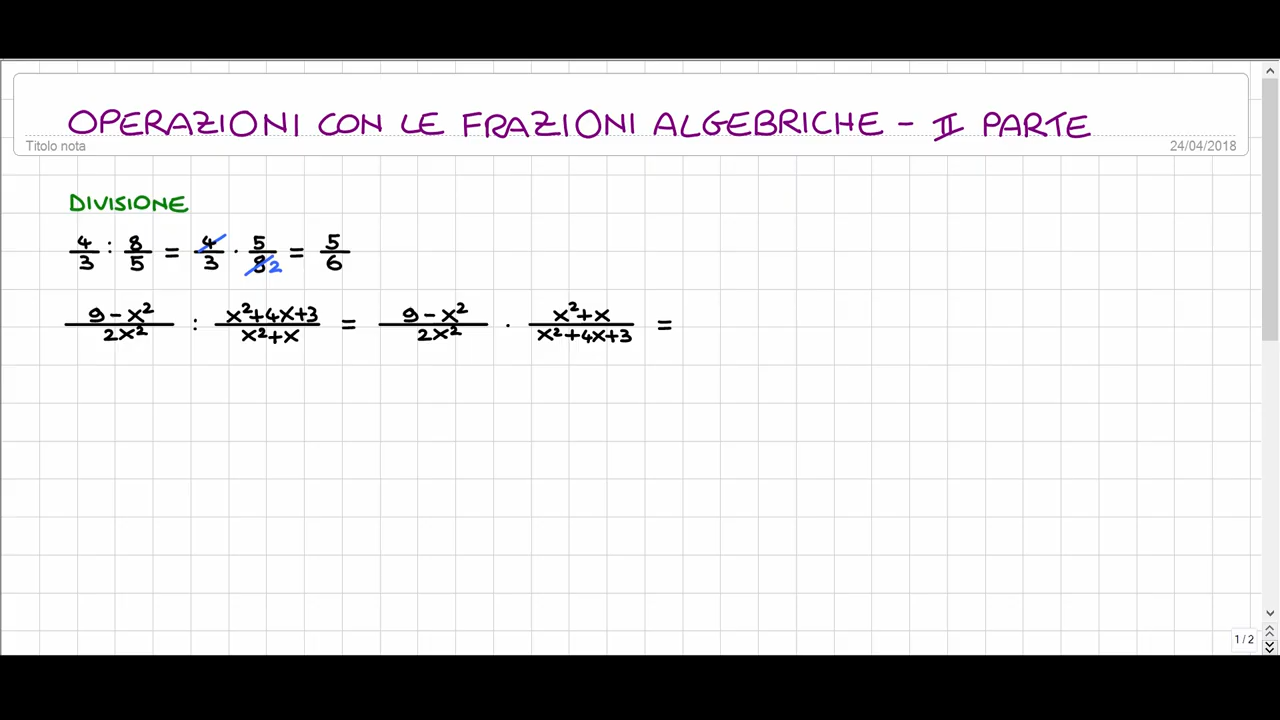 OPERAZIONI CON LE FRAZIONI ALGEBRICHE - II PARTE
Titolo nota 24/04/2018
DIVISIONE
4/3 : 8/5 = 4/3 · 5/8 2 = 5/6
9-x²/2x² : x²+4x+3/x²+x = 9-x²/2x² · x²+x/x²+4x+3 =
1/2